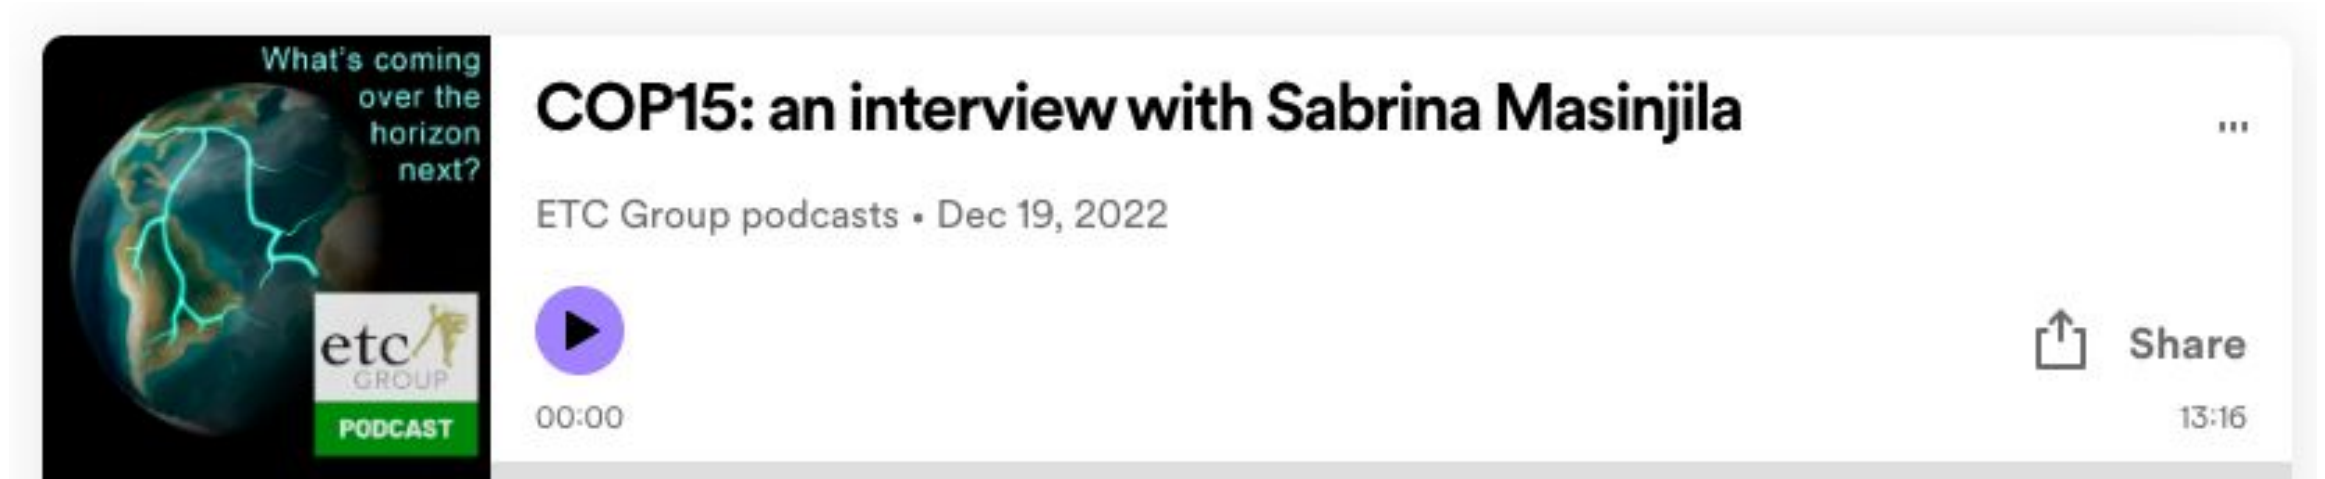 What's coming
over the
horizon
next?
etc
GROUP
PODCAST
COP15: an interview with Sabrina Masinjila
...
ETC Group podcasts • Dec 19, 2022
Share
00:00
13:16